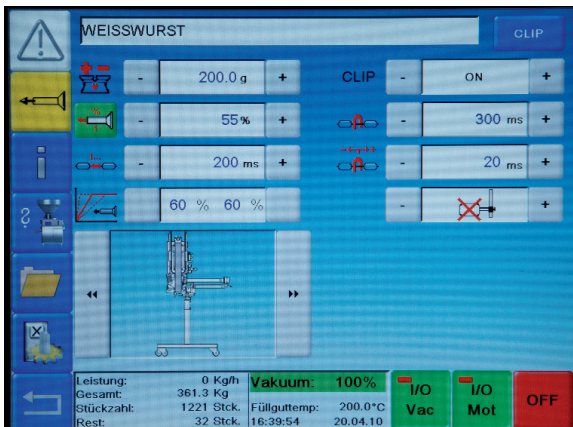 WEISSWURST
CLIP
- 200.0 g +
CLIP - ON +
- 55 % +
- 300 ms +
- 200 ms +
- 20 ms +
60 % 60 %
- +
Leistung: 0 Kg/h
Gesamt: 361.3 Kg
Stückzahl: 1221 Stck.
Rest: 32 Stck.
Vakuum: 100%
Füllguttemp: 200.0°C
16:39:54 20.04.10
I/O Vac
I/O Mot
OFF